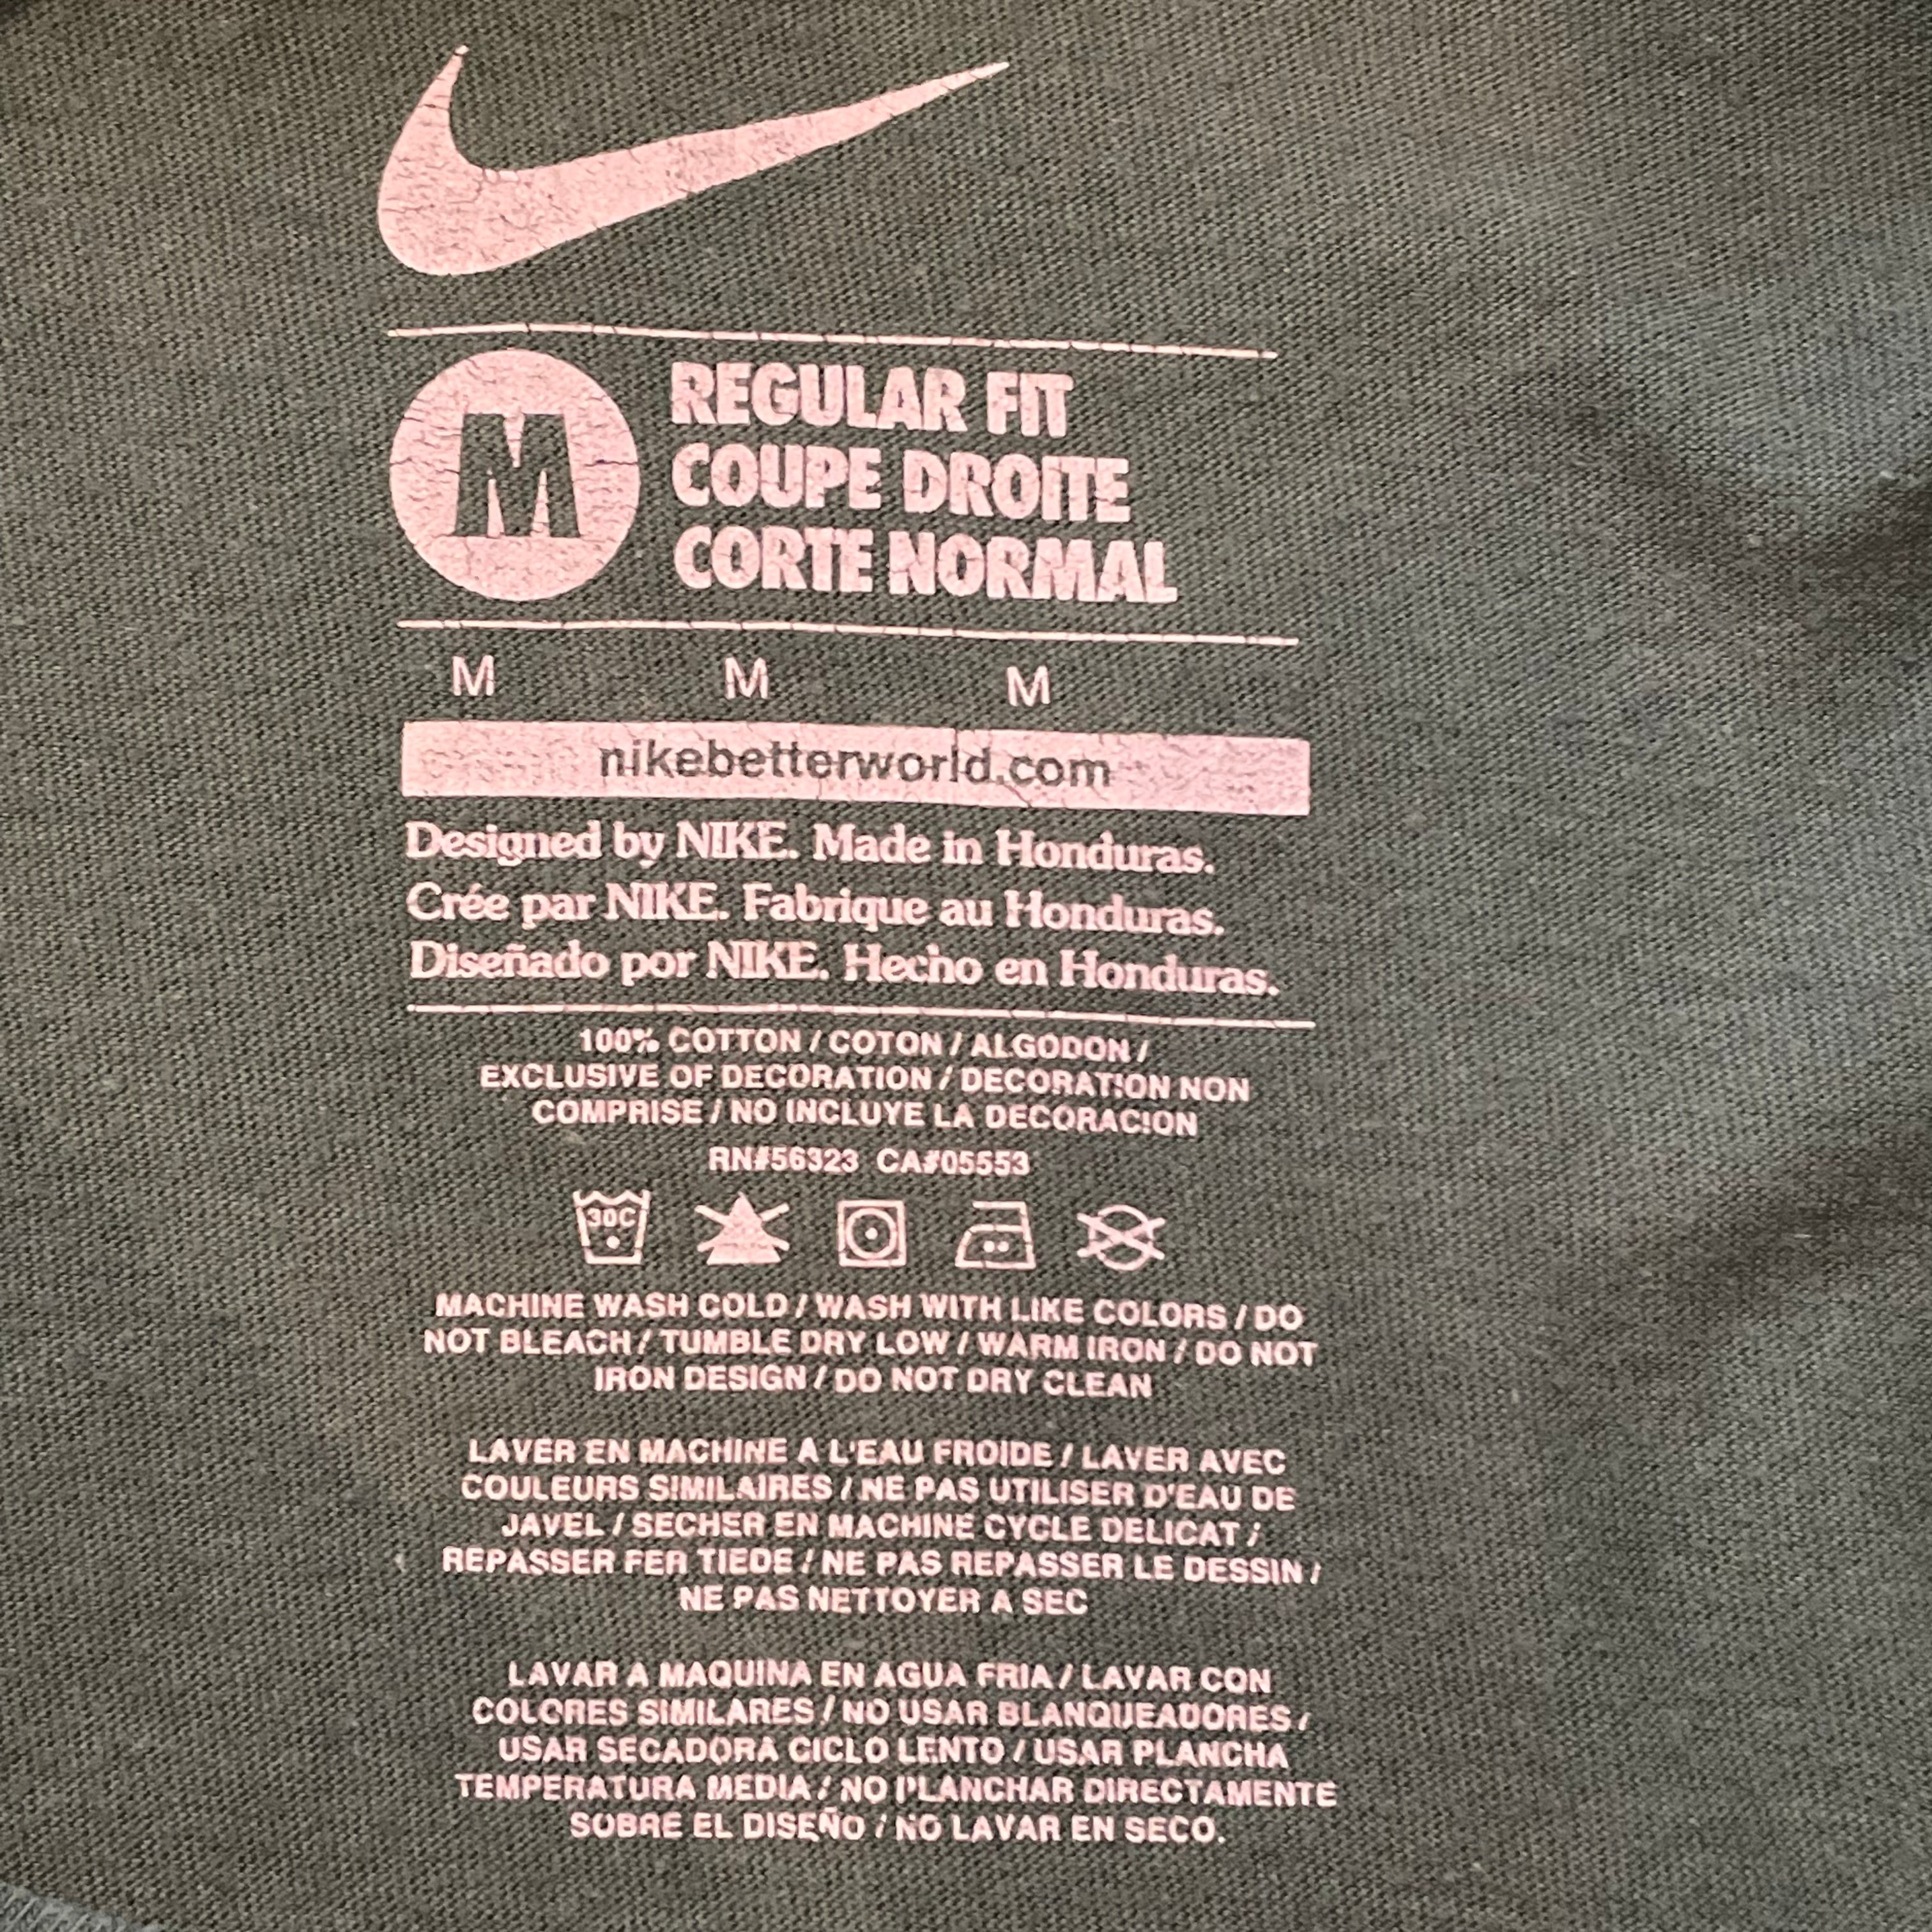 M
REGULAR FIT
COUPE DROITE
CORTE NORMAL
M M M
nikebetterworld.com
Designed by NIKE. Made in Honduras.
Crée par NIKE. Fabrique au Honduras.
Diseñado por NIKE. Hecho en Honduras.
100% COTTON / COTON / ALGODON /
EXCLUSIVE OF DECORATION / DECORATION NON
COMPRISE / NO INCLUYE LA DECORACION
RN#56323 CA#05553
30C
MACHINE WASH COLD / WASH WITH LIKE COLORS / DO
NOT BLEACH / TUMBLE DRY LOW / WARM IRON / DO NOT
IRON DESIGN / DO NOT DRY CLEAN
LAVER EN MACHINE A L'EAU FROIDE / LAVER AVEC
COULEURS SIMILAIRES / NE PAS UTILISER D'EAU DE
JAVEL / SECHER EN MACHINE CYCLE DELICAT /
REPASSER FER TIEDE / NE PAS REPASSER LE DESSIN /
NE PAS NETTOYER A SEC
LAVAR A MAQUINA EN AGUA FRIA / LAVAR CON
COLORES SIMILARES / NO USAR BLANQUEADORES /
USAR SECADORA CICLO LENTO / USAR PLANCHA
TEMPERATURA MEDIA / NO PLANCHAR DIRECTAMENTE
SOBRE EL DISEÑO / NO LAVAR EN SECO.